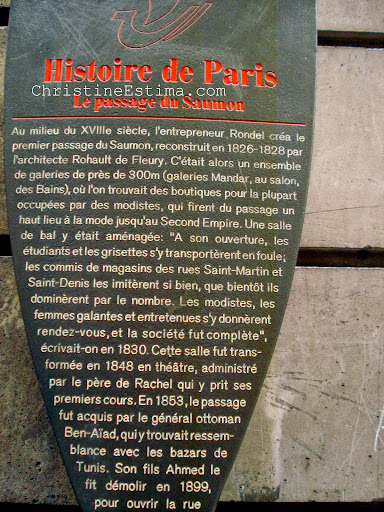 Histoire de Paris
ChristineEstima.com
Le passage du Saumon
Au milieu du XVIIIe siècle, l'entrepreneur Rondel créa le
premier passage du Saumon, reconstruit en 1826-1828 par
l'architecte Rohault de Fleury. C'était alors un ensemble
de galeries de près de 300m (galeries Mandar, au salon,
des Bains), où l'on trouvait des boutiques pour la plupart
occupées par des modistes, qui firent du passage un
haut lieu à la mode jusqu'au Second Empire. Une salle
de bal y était aménagée: "A son ouverture, les
étudiants et les grisettes s'y transportèrent en foule;
les commis de magasins des rues Saint-Martin et
Saint-Denis les imitèrent si bien, que bientôt ils
dominèrent par le nombre. Les modistes, les
femmes galantes et entretenues s'y donnèrent
rendez-vous, et la société fut complète",
écrivait-on en 1830. Cette salle fut trans-
formée en 1848 en théâtre, administré
par le père de Rachel qui y prit ses
premiers cours. En 1853, le passage
fut acquis par le général ottoman
Ben-Aïad, qui y trouvait ressem-
blance avec les bazars de
Tunis. Son fils Ahmed le
fit démolir en 1899,
pour ouvrir la rue